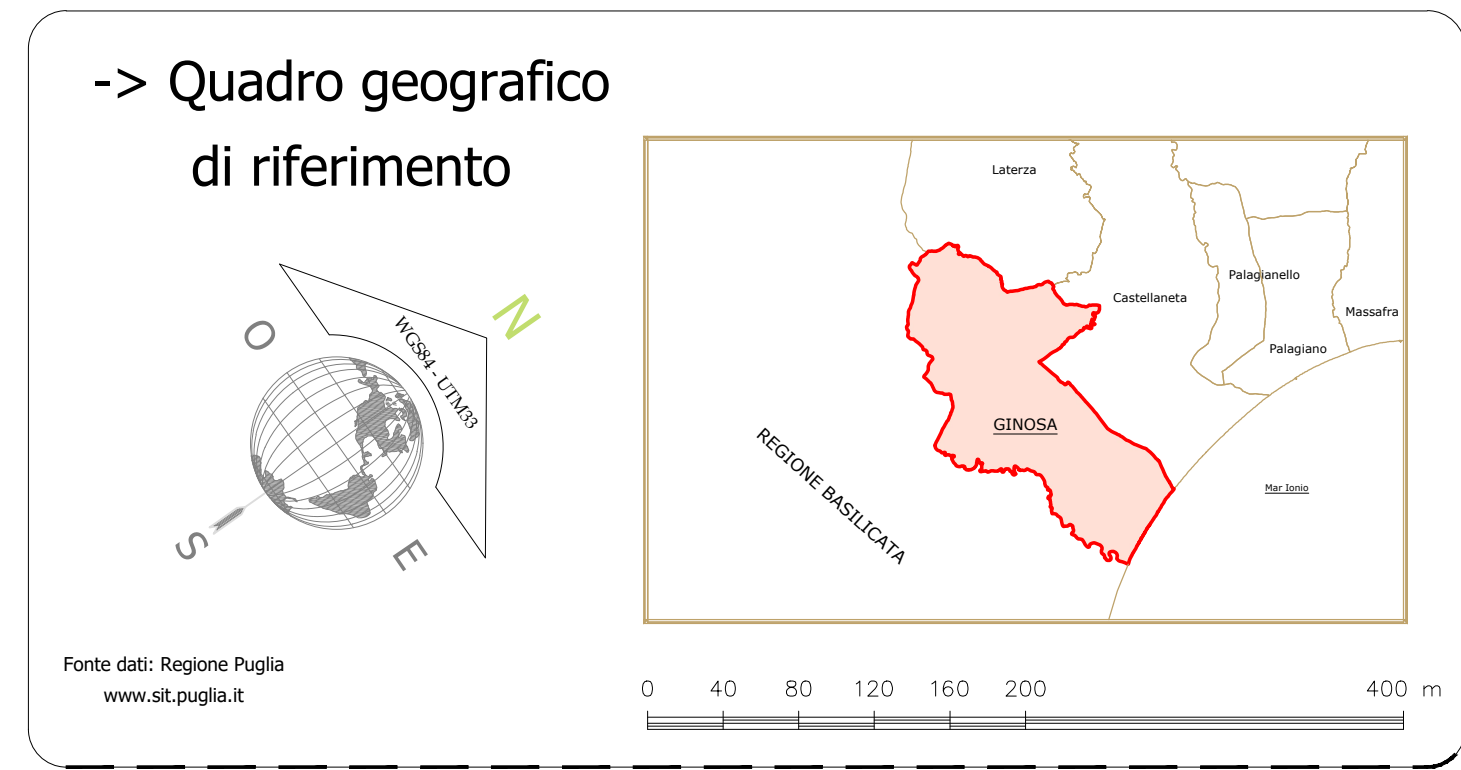 -> Quadro geografico
di riferimento
N
O
WGS84 - UTM33
S
E
Fonte dati: Regione Puglia
www.sit.puglia.it
Laterza
Palagianello
Castellaneta
Massafra
Palagiano
GINOSA
REGIONE BASILICATA
Mar Ionio
0 40 80 120 160 200 400 m